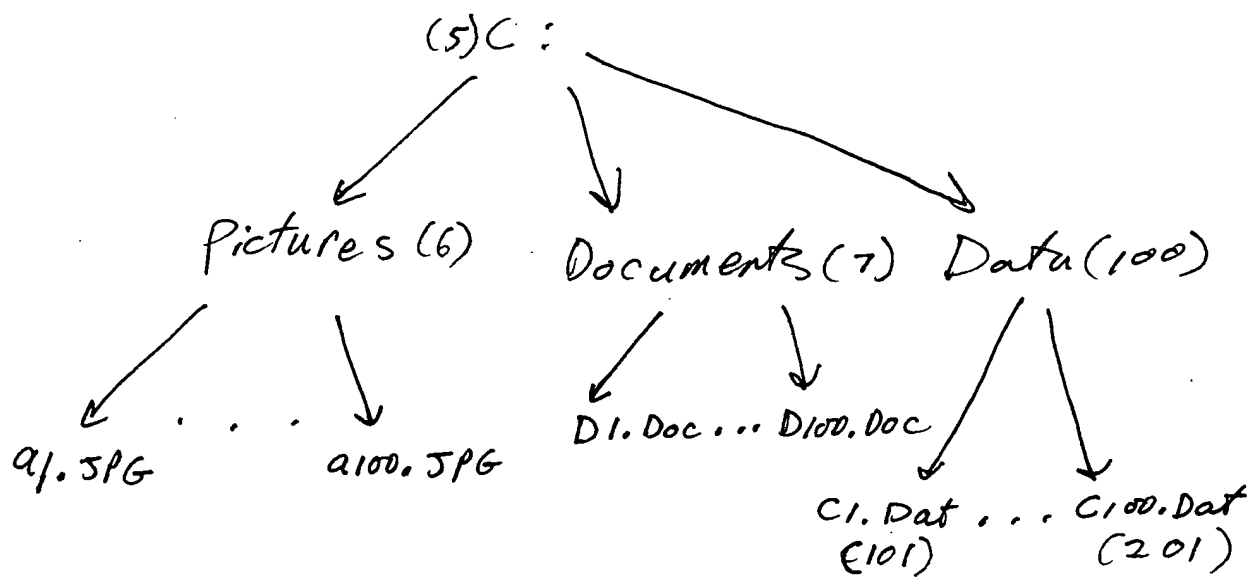 (5)C:
Pictures(6) Documents(7) Data(100)
D1.Doc... D100.Doc
a1.JPG ... a100.JPG
C1.Dat ... C100.Dat
(101) (201)